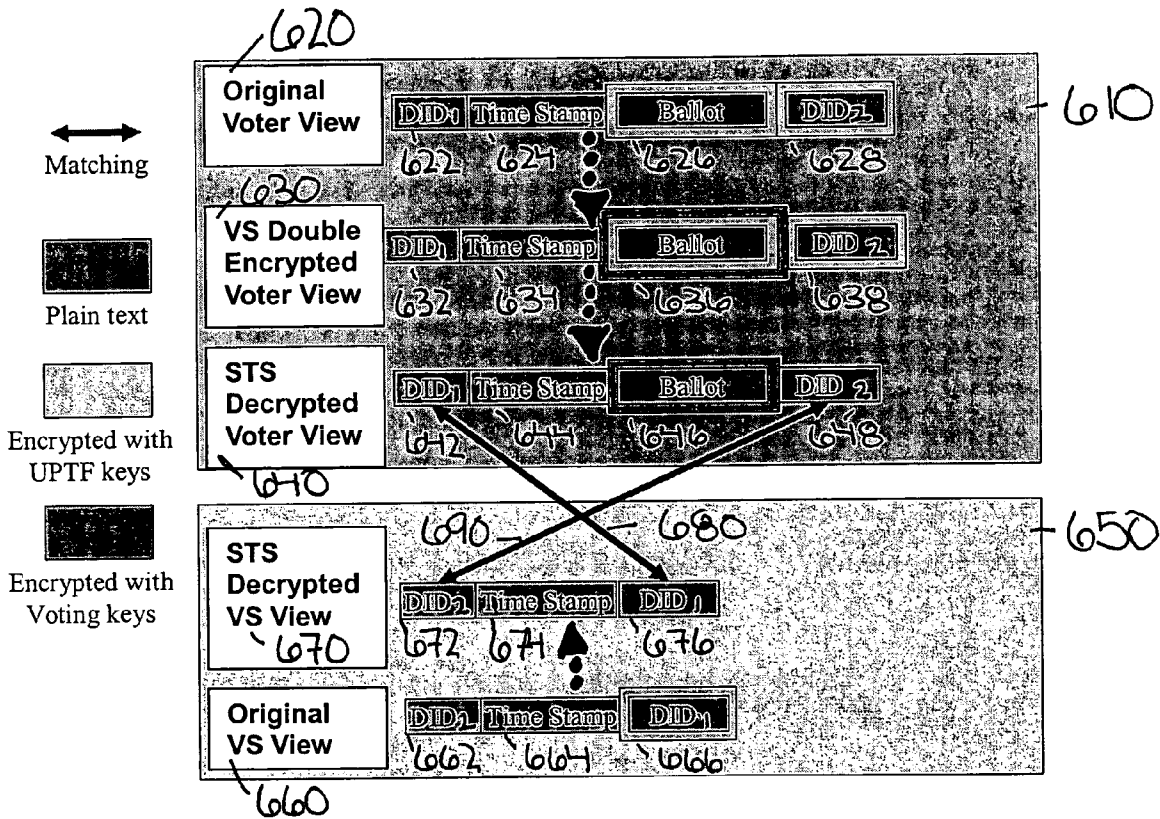 620
Original
Voter View
DID1 Time Stamp Ballot DID2
610
622 624 626 628
Matching
630
VS Double
Encrypted
Voter View
DID1 Time Stamp Ballot DID2
632 634 636 638
Plain text
STS
Decrypted
Voter View
DID1 Time Stamp Ballot DID2
642 644 646 648
Encrypted with
UPTF keys
640
690 680
650
STS
Decrypted
VS View
DID2 Time Stamp DID1
670
672 674 676
Encrypted with
Voting keys
Original
VS View
DID2 Time Stamp DID1
662 664 666
660